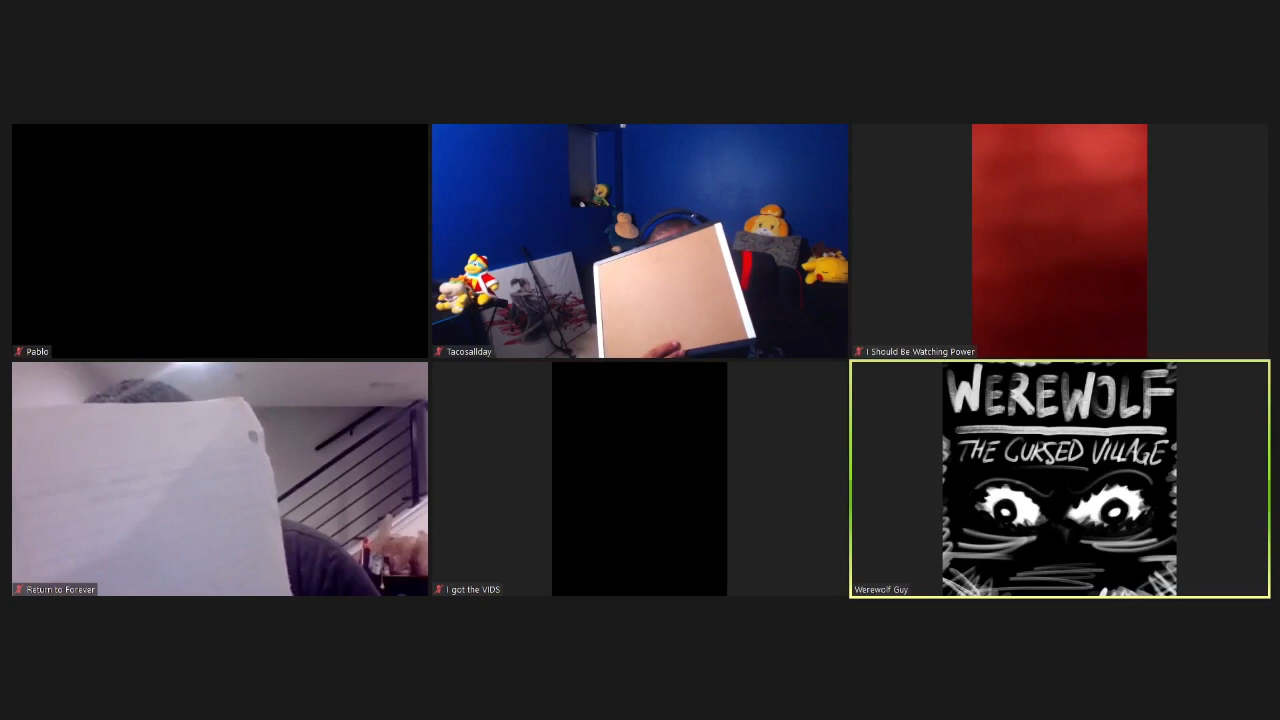 Pablo
Tacosallday
I Should Be Watching Power
Return to Forever
I got the VIDS
WEREWOLF
THE CURSED VILLAGE
Werewolf Guy